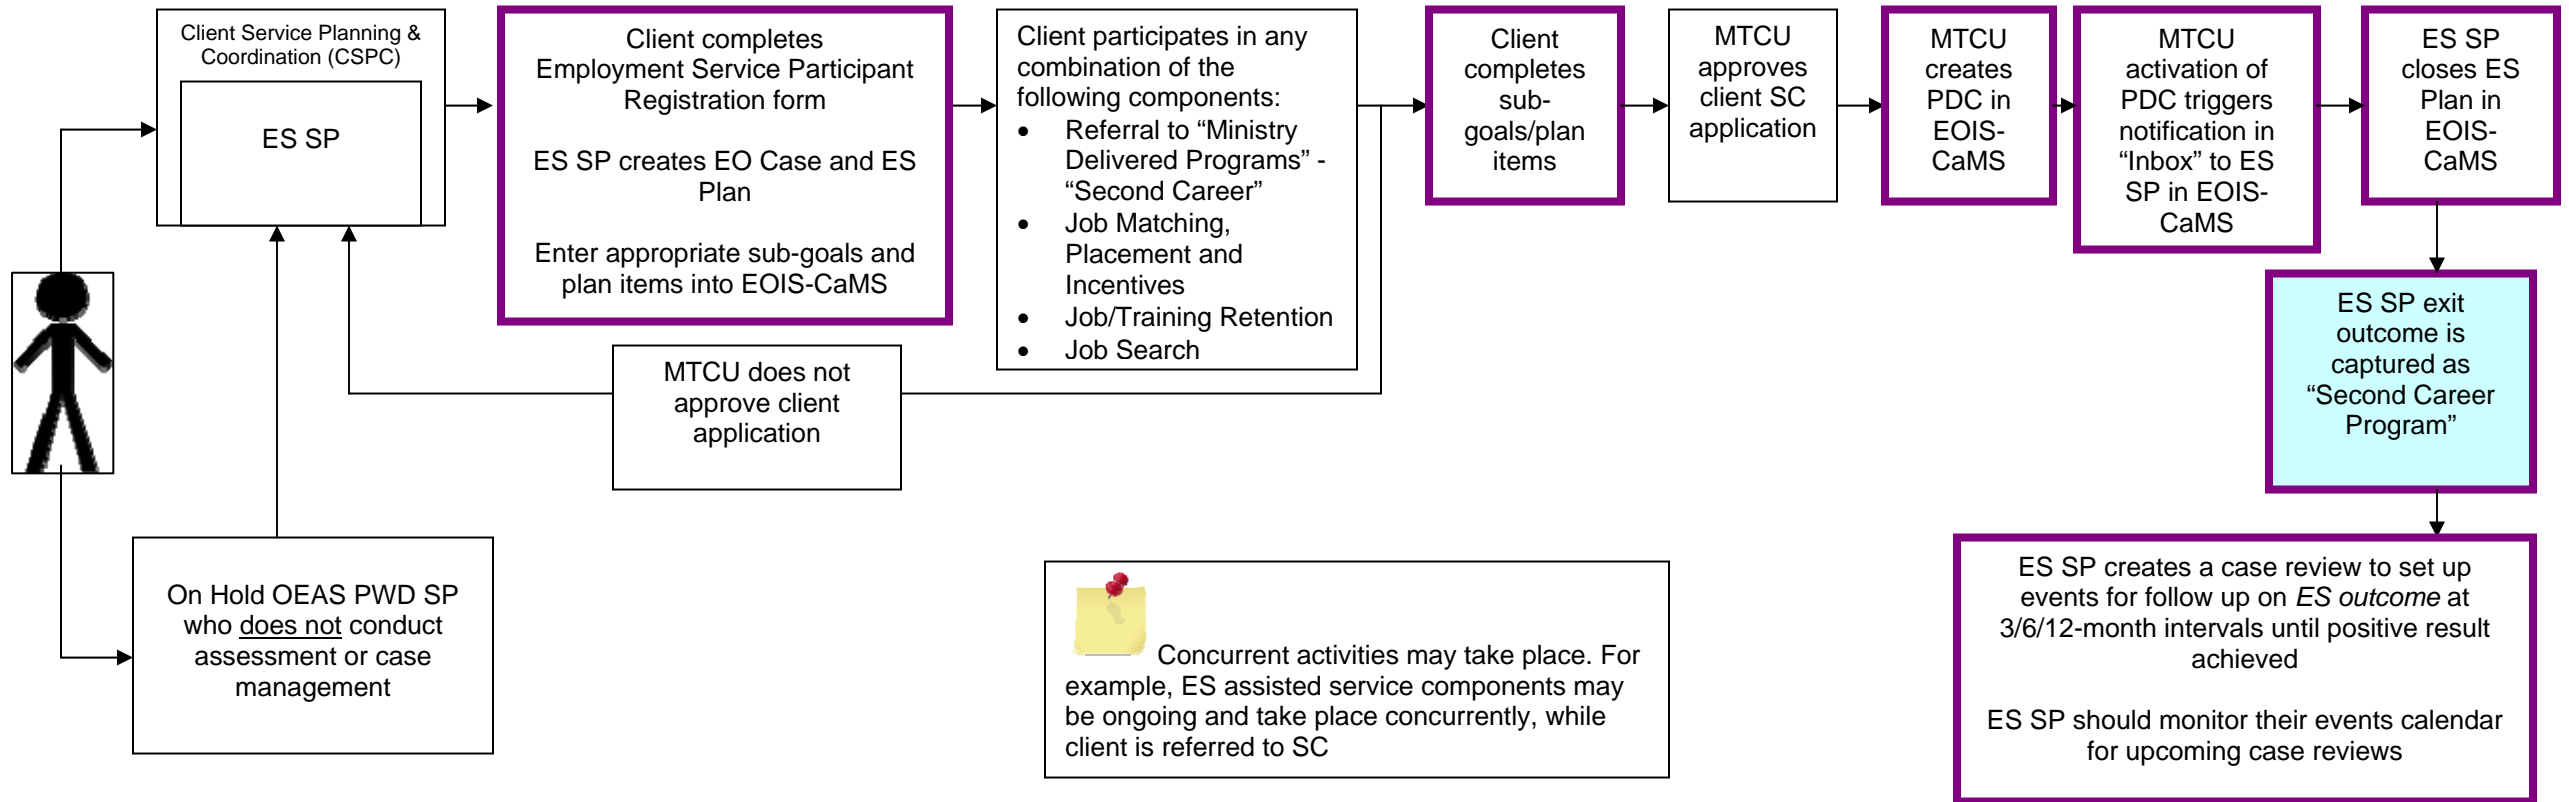 Client Service Planning &
Coordination (CSPC)
ES SP
Client completes
Employment Service Participant
Registration form
ES SP creates EO Case and ES
Plan
Enter appropriate sub-goals and
plan items into EOIS-CaMS
Client participates in any
combination of the
following components:
• Referral to “Ministry
Delivered Programs” -
“Second Career”
• Job Matching,
Placement and
Incentives
• Job/Training Retention
• Job Search
Client
completes
sub-
goals/plan
items
MTCU
approves
client SC
application
MTCU
creates
PDC in
EOIS-
CaMS
MTCU
activation of
PDC triggers
notification in
“Inbox” to ES
SP in EOIS-
CaMS
ES SP
closes ES
Plan in
EOIS-
CaMS
MTCU does not
approve client
application
ES SP exit
outcome is
captured as
“Second Career
Program”
On Hold OEAS PWD SP
who does not conduct
assessment or case
management
Concurrent activities may take place. For
example, ES assisted service components may
be ongoing and take place concurrently, while
client is referred to SC
ES SP creates a case review to set up
events for follow up on ES outcome at
3/6/12-month intervals until positive result
achieved
ES SP should monitor their events calendar
for upcoming case reviews